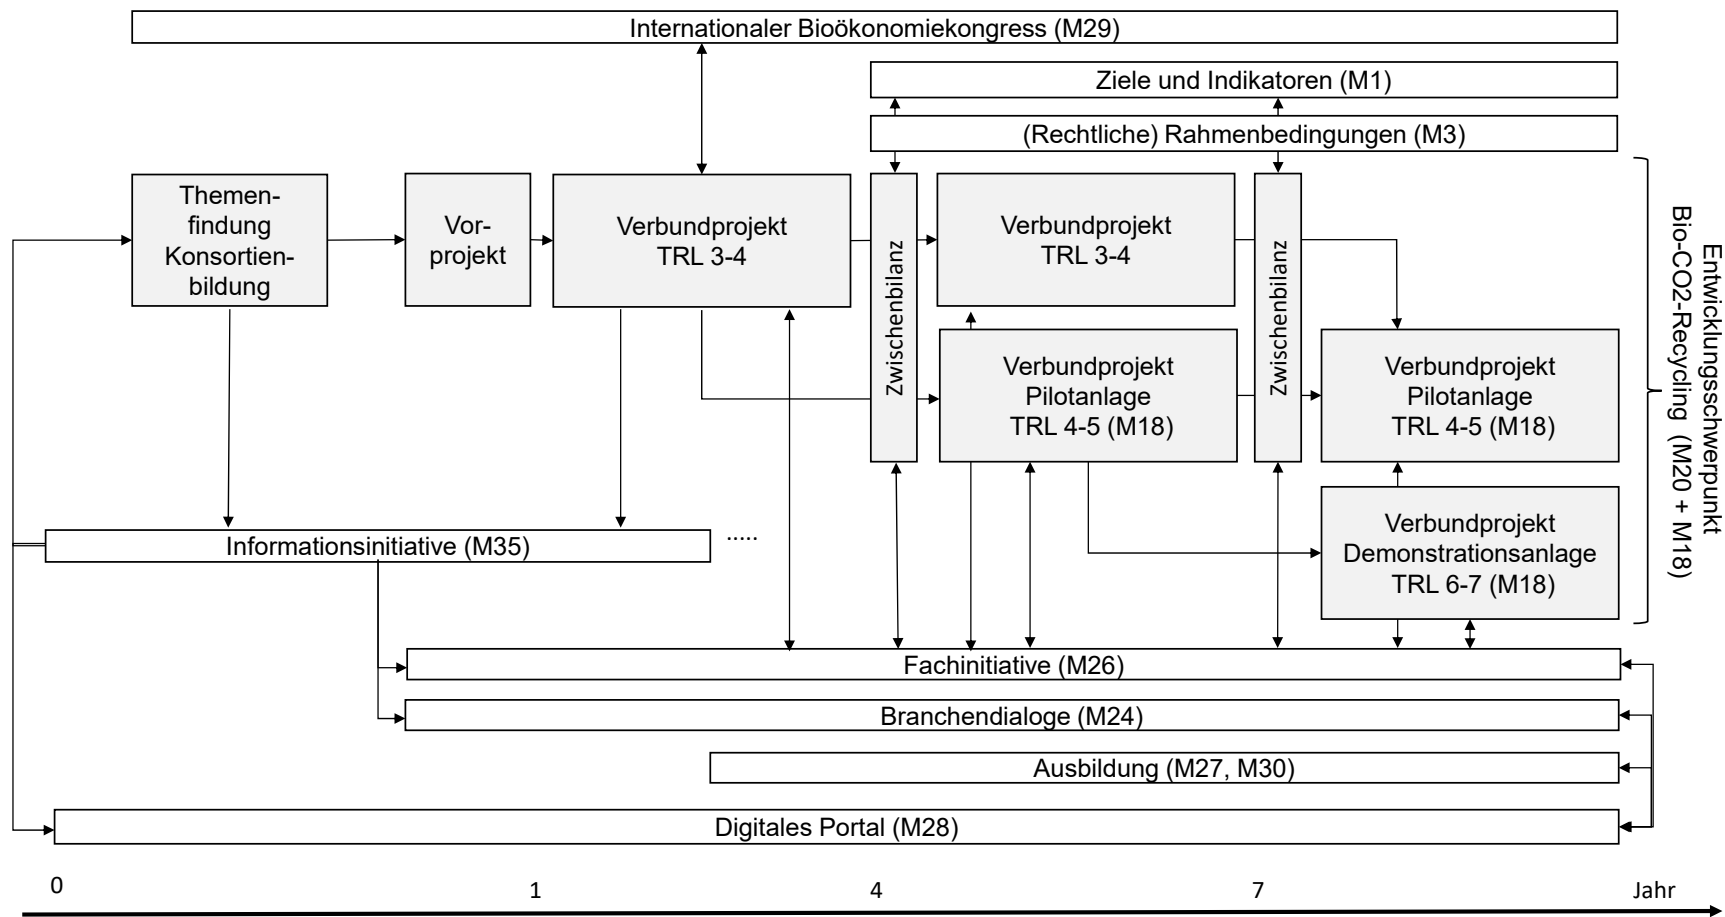 Internationaler Bioökonomiekongress (M29)
Ziele und Indikatoren (M1)
(Rechtliche) Rahmenbedingungen (M3)
Themen-
findung
Konsortien-
bildung
Vor-
projekt
Verbundprojekt
TRL 3-4
Zwischenbilanz
Verbundprojekt
TRL 3-4
Zwischenbilanz
Verbundprojekt
Pilotanlage
TRL 4-5 (M18)
Verbundprojekt
Pilotanlage
TRL 4-5 (M18)
Verbundprojekt
Demonstrationsanlage
TRL 6-7 (M18)
Entwicklungsschwerpunkt
Bio-CO2-Recycling (M20 + M18)
Informationsinitiative (M35)
.....
Fachinitiative (M26)
Branchendialoge (M24)
Ausbildung (M27, M30)
Digitales Portal (M28)
0 1 4 7 Jahr